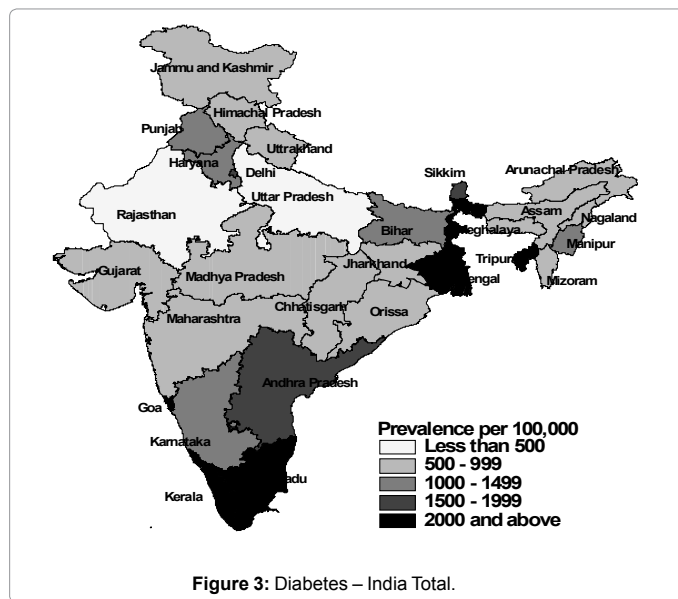 Jammu and Kashmir
Himachal Pradesh
Punjab
Uttrakhand
Haryana
Delhi
Arunachal Pradesh
Sikkim
Uttar Pradesh
Assam
Rajasthan
Nagaland
Bihar
Meghalaya
Manipur
Tripur
Jharkhand
Gujarat
Madhya Pradesh
engal
Mizoram
Chhatisgarh
Orissa
Maharashtra
Andhra Pradesh
Goa
Karnataka
Kerala
adu
Prevalence per 100,000
Less than 500
500 - 999
1000 - 1499
1500 - 1999
2000 and above
Figure 3: Diabetes – India Total.